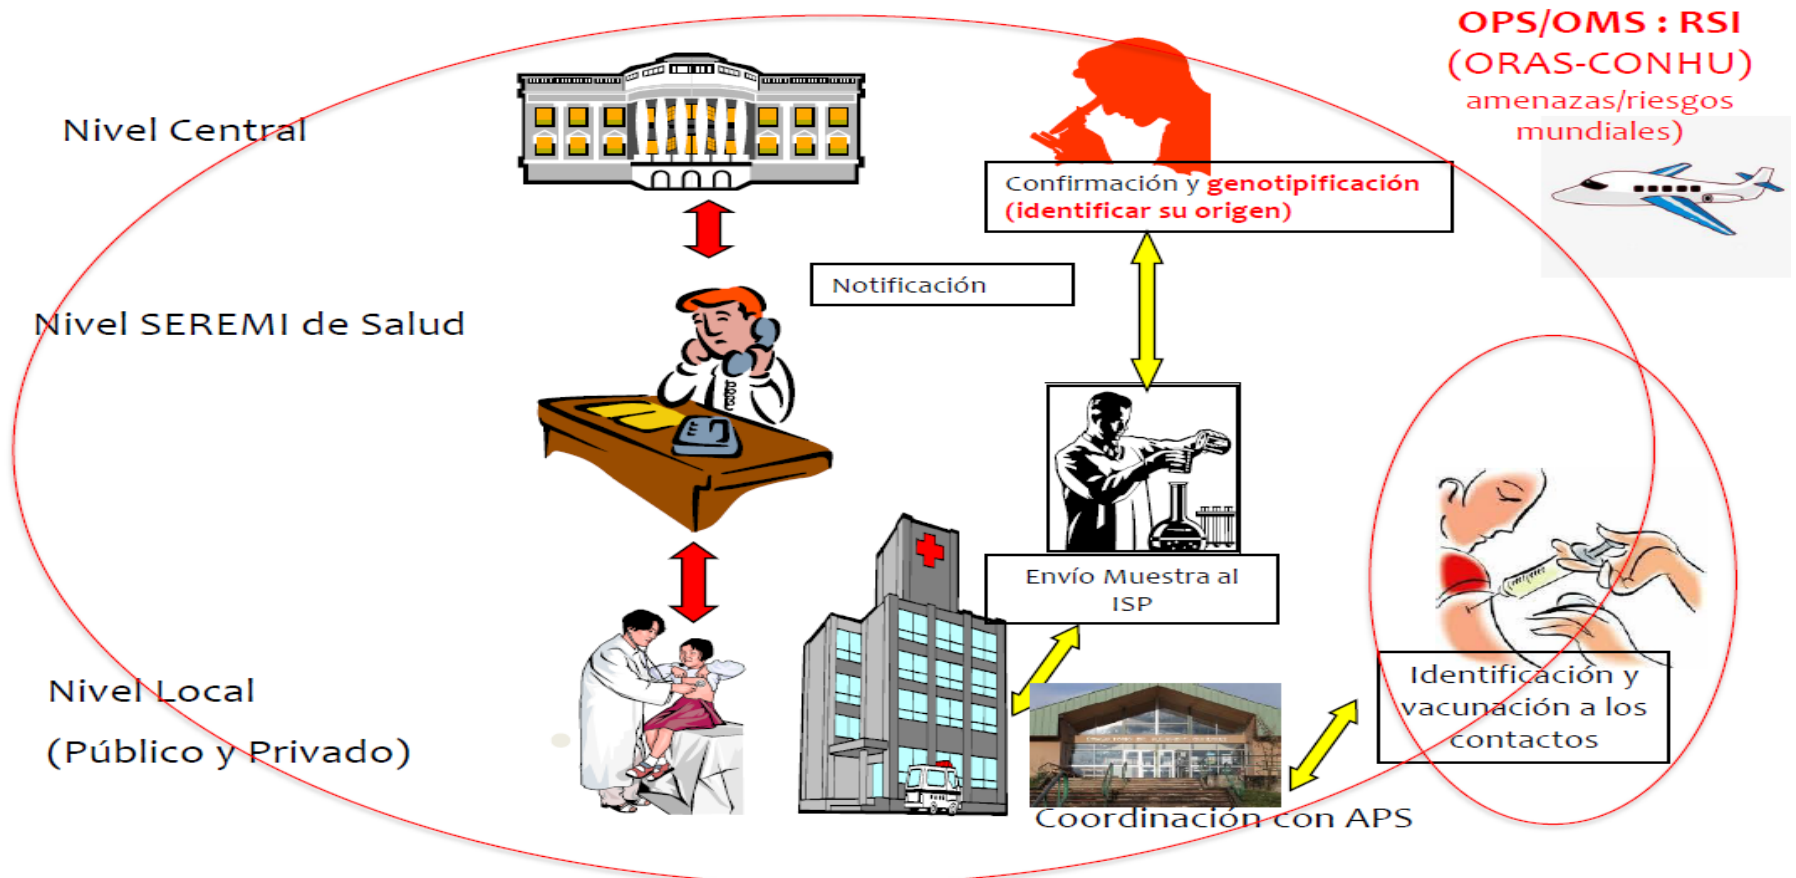 OPS/OMS : RSI
(ORAS-CONHU)
amenazas/riesgos
mundiales)
Nivel Central
Confirmación y genotipificación
(identificar su origen)
Notificación
Nivel SEREMI de Salud
Envío Muestra al
ISP
Nivel Local
(Público y Privado)
Identificación y
vacunación a los
contactos
Coordinación con APS